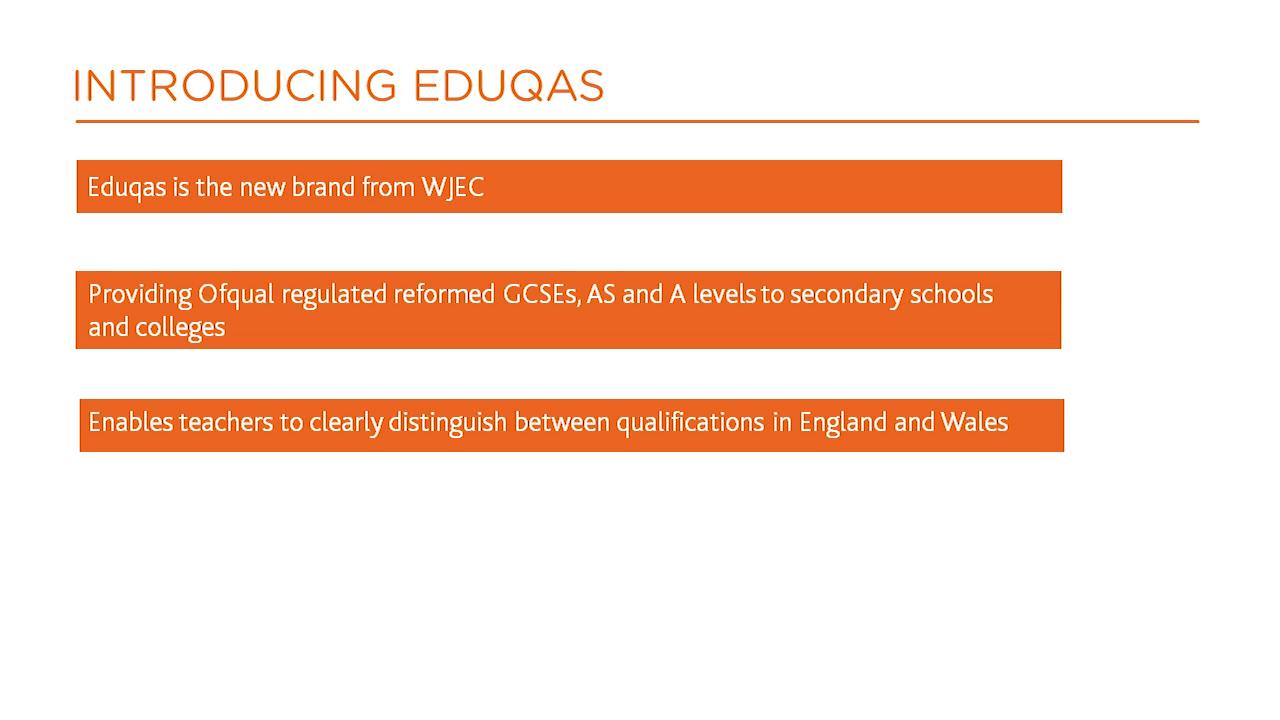 INTRODUCING EDUQAS
Eduqas is the new brand from WJEC
Providing Ofqual regulated reformed GCSEs, AS and A levels to secondary schools
and colleges
Enables teachers to clearly distinguish between qualifications in England and Wales